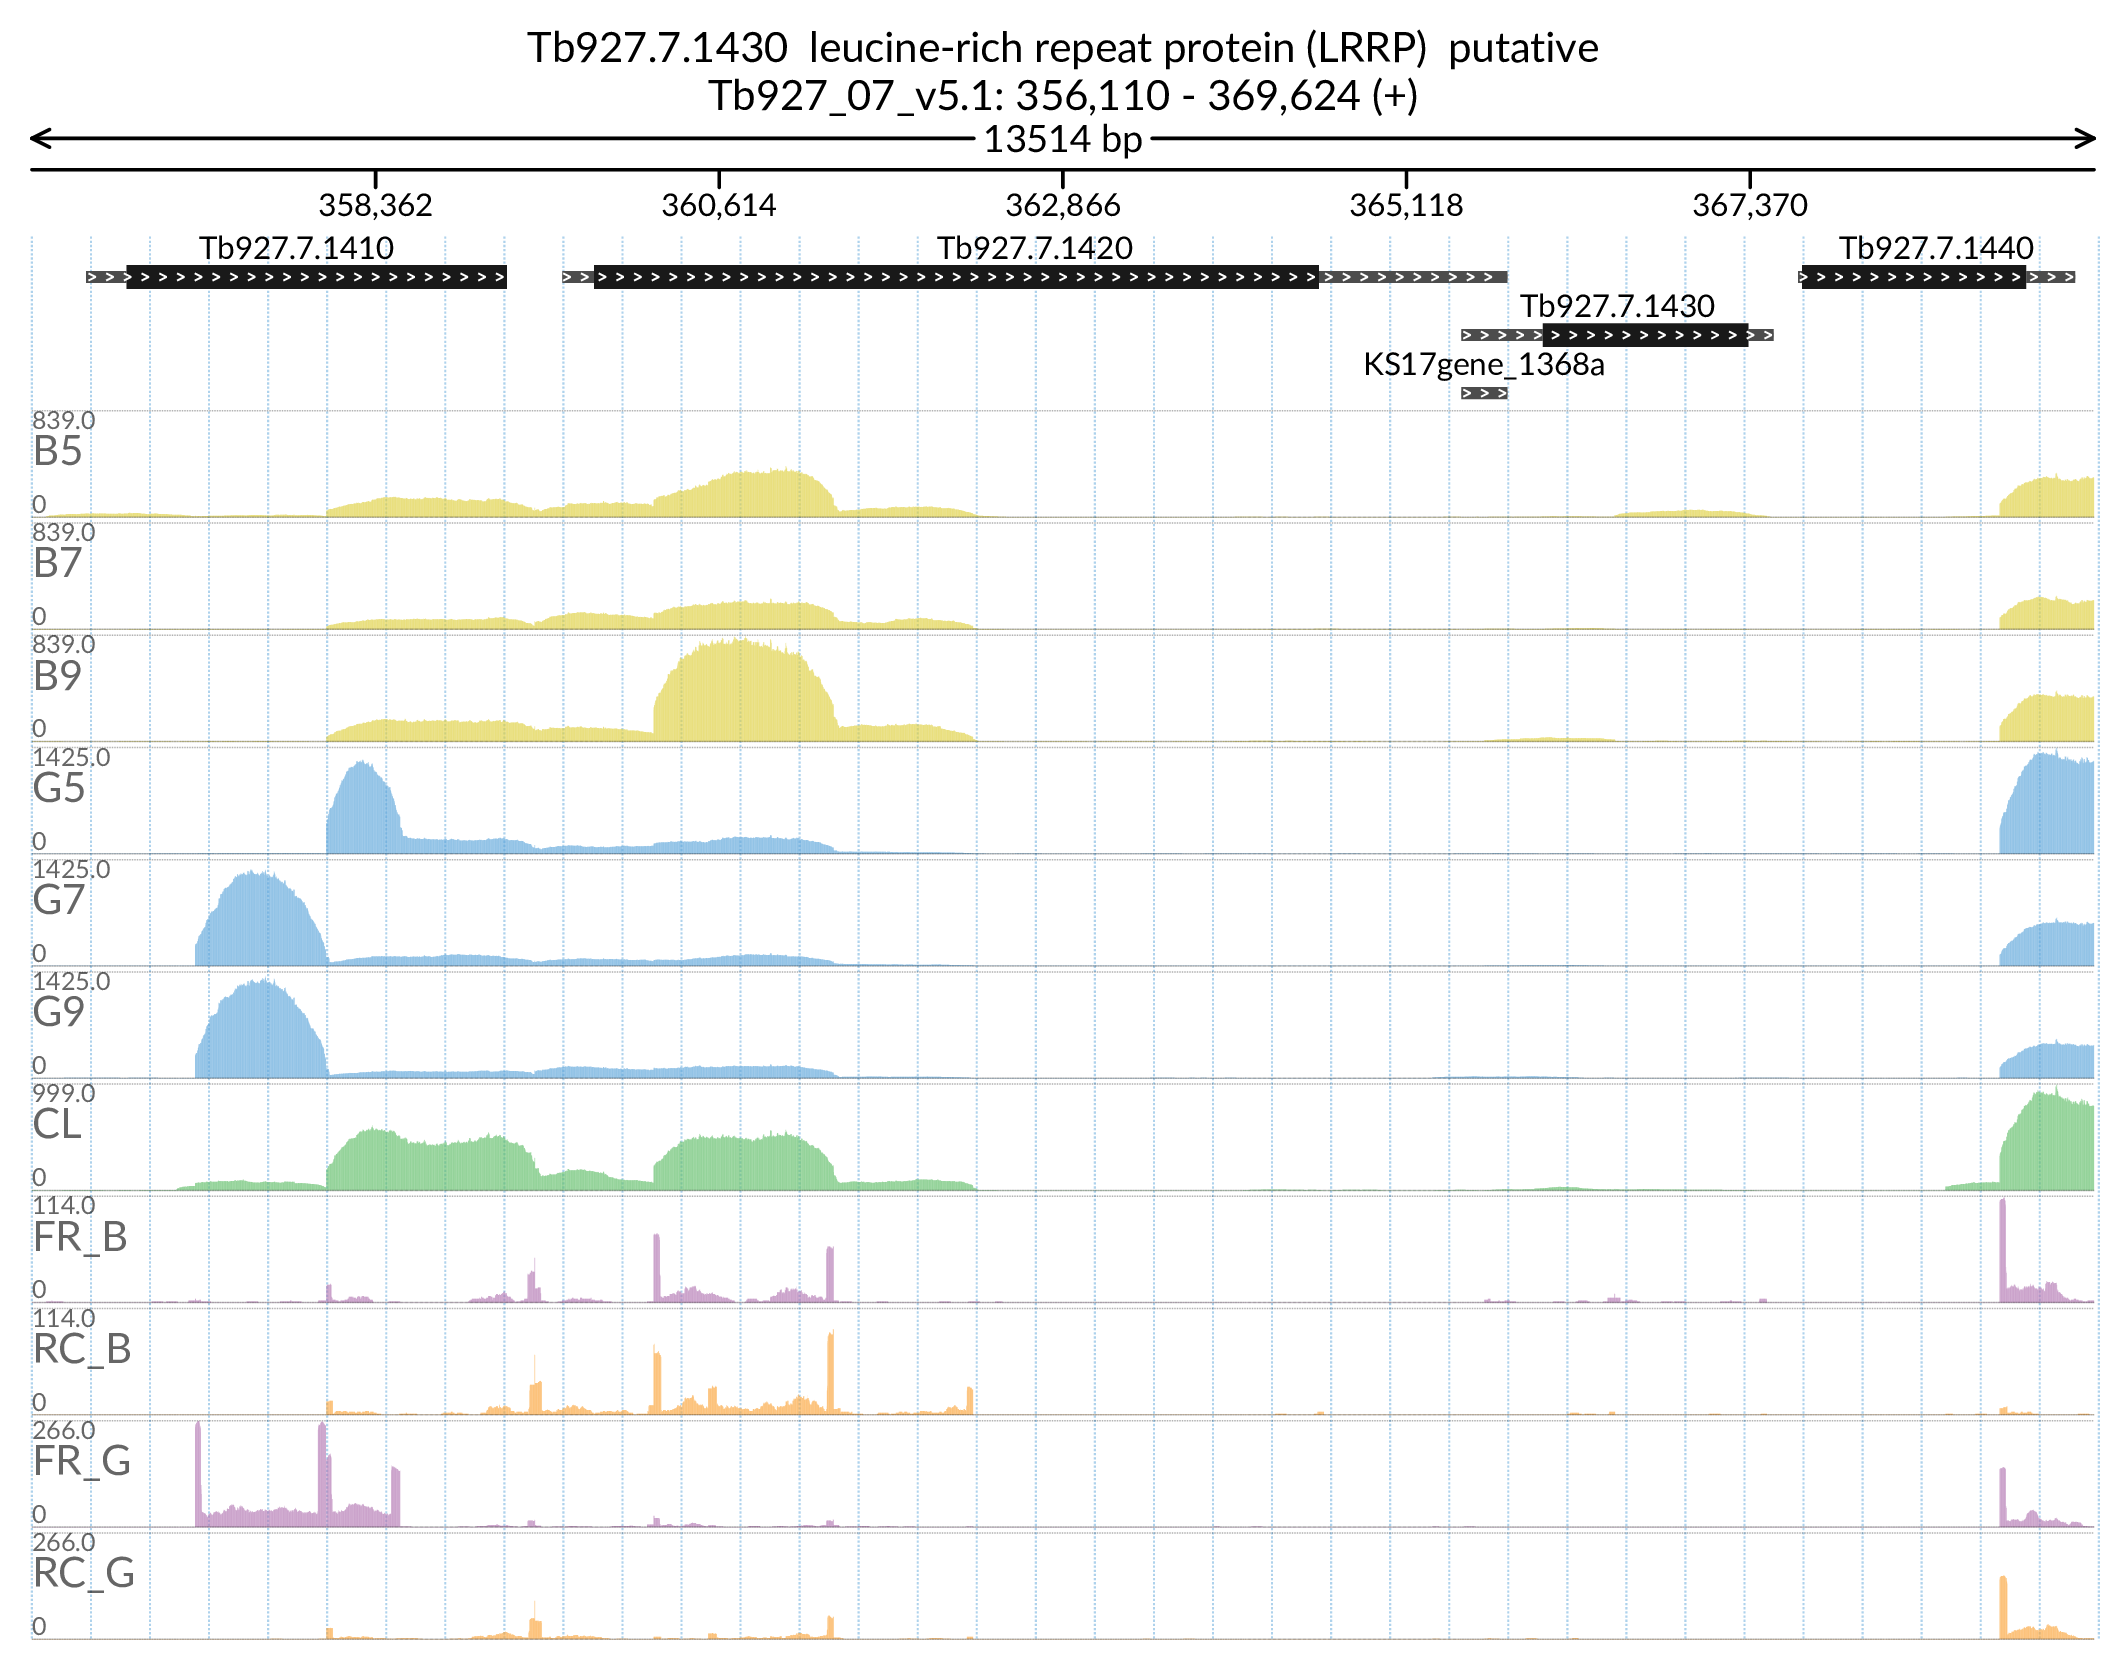 Tb927.7.1430 leucine-rich repeat protein (LRRP) putative
Tb927_07_v5.1: 356,110 - 369,624 (+)
13514 bp
358,362 360,614 362,866 365,118 367,370
Tb927.7.1410 Tb927.7.1420 Tb927.7.1440
Tb927.7.1430
KS17gene_1368a
839.0
B5
0
839.0
B7
0
839.0
B9
0
1425.0
G5
0
1425.0
G7
0
1425.0
G9
0
999.0
CL
0
114.0
FR_B
0
114.0
RC_B
0
266.0
FR_G
0
266.0
RC_G
0